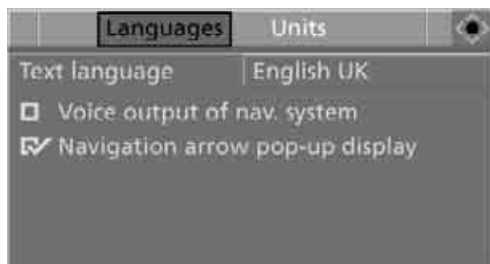 Languages Units
Text language English UK
Voice output of nav. system
Navigation arrow pop-up display